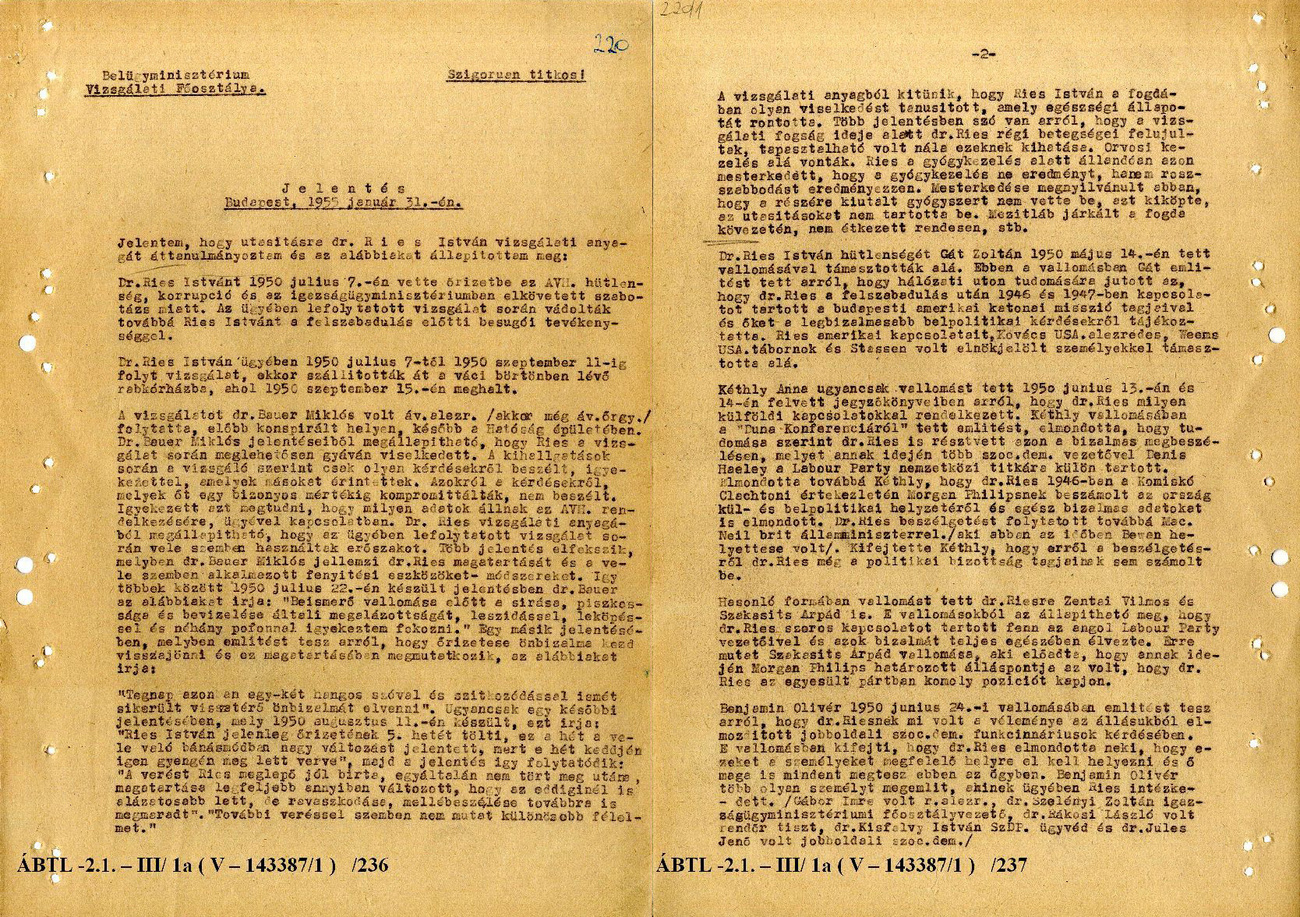 220
Belügyminisztérium
Szigoruan titkos!
Vizsgálati Főosztálya.
J e l e n t é s
Budapest, 1955 január 31.-én.
Jelentem, hogy utasitásra dr. R i e s  István vizsgálati anya-
gát áttanulmányoztam és az alábbiakat állapitottam meg:
Dr.Ries Istvánt 1950 julius 7.-én vette őrizetbe az ÁVH. hütlen-
ség, korrupció és az igazságügyminisztériumban elkövetett szabo-
tázs miatt. Az ügyében lefolytatott vizsgálat során vádolták
továbbá Ries Istvánt a felszabadulás előtti besugói tevékeny-
séggel.
Dr.Ries István ügyében 1950 julius 7-től 1950 szeptember 11-ig
folyt vizsgálat, ekkor szállitották át a váci börtönben lévő
rabkórházba, ahol 1950 szeptember 15.-én meghalt.
A vizsgálatot dr.Bauer Miklós volt áv.alezr. /akkor még áv.őrgy./
folytatta, előbb konspirált helyen, később a Hatóság épületében.
Dr.Bauer Miklós jelentéseiből megállapitható, hogy Ries a vizs-
gálat során meglehetősen gyáván viselkedett. A kihallgatások
során a vizsgáló szerint csak olyan kérdésekről beszélt, igye-
kezettel, amelyek másokat érintettek. Azokról a kérdésekről,
melyek őt egy bizonyos mértékig kompromittálták, nem beszélt.
Igyekezett azt megtudni, hogy milyen adatok állnak az ÁVH. ren-
delkezésére, ügyével kapcsolatban. Dr. Ries vizsgálati anyagá-
ból megállapitható, hogy az ügyében lefolytatott vizsgálat so-
rán vele szemben használtak erőszakot. Több jelentés elfekszik,
melyben dr.Bauer Miklós jellemzi dr.Ries magatartását és a ve-
le szemben alkalmazott fenyitési eszközöket- módszereket. Igy
többek között 1950 julius 22.-én készült jelentésben dr.Bauer
az alábbiakat irja: "Beismerő vallomása előtt a sirása, piszkos-
sága és bevizelése általi megalázottságát, leszidással, leköpés-
sel és néhány pofonnal igyekeztem fokozni." Egy másik jelentésé-
ben, melyben emlitést tesz arról, hogy őrizetese önbizalma kezd
visszajönni és ez magatartásában megmutatkozik, az alábbiakat
irja:
"Tegnap azonban egy-két hangos szóval és szitkozódással ismét
sikerült visszatérő önbizalmát elvenni". Ugyancsak egy későbbi
jelentésében, mely 1950 augusztus 11.-én készült, ezt irja:
"Ries István jelenleg őrizetének 5. hetét tölti, ez a hét a ve-
le való bánásmódban nagy változást jelentett, mert e hét keddjén
igen gyengén meg lett verve", majd a jelentés igy folytatódik:
"A verést Ries meglepő jól birta, egyáltalán nem tört meg utána,
magatartása legfeljebb annyiban változott, hogy az eddiginél is
alázatosabb lett, de ravaszkodása, mellébeszélése továbbra is
megmaradt"."További veréssel szemben nem mutat különösebb félel-
met."
ÁBTL -2.1. – III/ 1a ( V – 143387/1 )   /236
220/1
-2-
A vizsgálati anyagból kitünik, hogy Ries István a fogdá-
ban olyan viselkedést tanusitott, amely egészségi állapo-
tát rontotta. Több jelentésben szó van arról, hogy a vizs-
gálati fogság ideje alatt dr.Ries régi betegségei felujul-
tak, tapasztalható volt nála ezeknek kihatása. Orvosi ke-
zelés alá vonták. Ries a gyógykezelés alatt állandóan azon
mesterkedett, hogy a gyógykezelés ne eredményt, hanem rosz-
szabbodást eredményezzen. Mesterkedése megnyilvánult abban,
hogy a részére kiutalt gyógyszert nem vette be, azt kiköpte,
az utasitásokat nem tartotta be. Mezitláb járkált a fogda
kövezetén, nem étkezett rendesen, stb.
Dr.Ries István hütlenségét Gát Zoltán 1950 május 14.-én tett
vallomásával támasztották alá. Ebben a vallomásban Gát emli-
tést tett arról, hogy hálózati uton tudomására jutott az,
hogy dr.Ries a felszabadulás után 1946 és 1947-ben kapcsola-
tot tartott a budapesti amerikai katonai misszió tagjaival
és őket a legbizalmasabb belpolitikai kérdésekről tájékoz-
tatta. Ries amerikai kapcsolatait,Kovács USA.alezredes, Weems
USA.tábornok és Stassen volt elnökjelölt személyekkel támasz-
totta alá.
Kéthly Anna ugyancsak vallomást tett 1950 junius 13.-án és
14-én felvett jegyzőkönyveiben arról, hogy dr.Ries milyen
külföldi kapcsolatokkal rendelkezett. Kéthly vallomásában
a "Duna Konferenciáról" tett emlitést, elmondotta, hogy tu-
domása szerint dr.Ries is résztvett azon a bizalmas megbeszé-
lésen, melyet annak idején több szoc.dem. vezetővel Denis
Haeley a Labour Party nemzetközi titkára külön tartott.
Elmondotta továbbá Kéthly, hogy dr.Ries 1946-ban a Komiskó
Clachtoni értekezletén Morgan Philipsnek beszámolt az ország
kül- és belpolitikai helyzetéről és egész bizalmas adatokat
is elmondott. Dr.Ries beszélgetést folytatott továbbá Mac.
Neil brit államminiszterrel./aki abban az időben Bevan he-
lyettese volt/. Kifejtette Kéthly, hogy erről a beszélgetés-
ről dr.Ries még a politikai bizottság tagjainak sem számolt
be.
Hasonló formában vallomást tett dr.Riesre Zentai Vilmos és
Szakasits Árpád is. E vallomásokból az állapitható meg, hogy
dr.Ries szoros kapcsolatot tartott fenn az angol Labour Party
vezetőivel és azok bizalmát teljes egészében élvezte. Erre
mutat Szakasits Árpád vallomása, aki előadta, hogy annak ide-
jén Morgan Philips határozott álláspontja az volt, hogy dr.
Ries az egyesült pártban komoly poziciót kapjon.
Benjamin Olivér 1950 junius 24.-i vallomásában emlitést tesz
arról, hogy dr.Riesnek mi volt a véleménye az állásukból el-
mozditott jobboldali szoc.dem. funkcinnáriusok kérdésében.
E vallomásban kifejti, hogy dr.Ries elmondotta neki, hogy e-
zeket a személyeket megfelelő helyre el kell helyezni és ő
maga is mindent megtesz ebben az ügyben. Benjamin Olivér
több olyan személyt megemlit, akinek ügyében Ries intézke-
- dett. /Gábor Imre volt r.alezr., dr.Szelényi Zoltán igaz-
ságügyminisztériumi főosztályvezető, dr.Rákosi László volt
rendőr tiszt, dr.Kisfalvy István SzDP. ügyvéd és dr.Jules
Jenő volt jobboldali szoc.dem./
ÁBTL -2.1. – III/ 1a ( V – 143387/1 )   /237